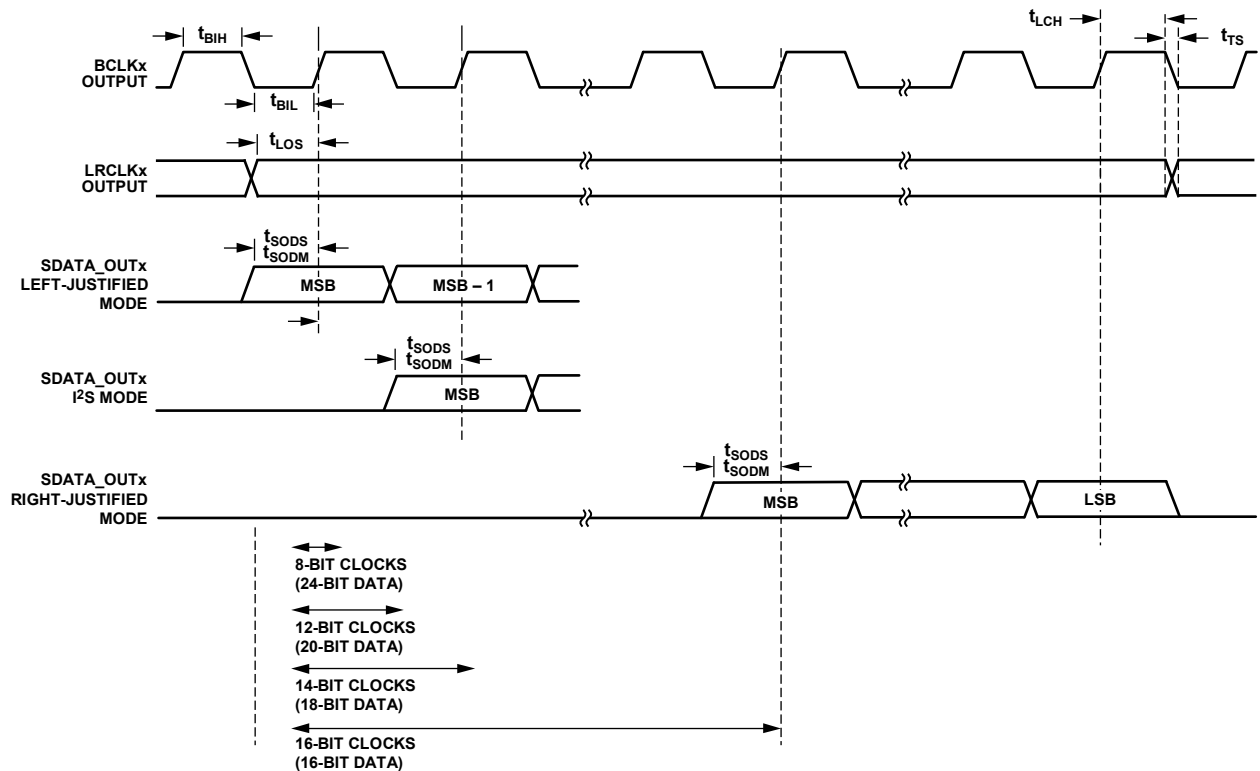 tBIH
tLCH
tTS
BCLKx
OUTPUT
tBIL
tLOS
LRCLKx
OUTPUT
tSODS
tSODM
SDATA_OUTx
LEFT-JUSTIFIED
MODE
MSB
MSB – 1
tSODS
tSODM
SDATA_OUTx
I²S MODE
MSB
tSODS
tSODM
SDATA_OUTx
RIGHT-JUSTIFIED
MODE
MSB
LSB
8-BIT CLOCKS
(24-BIT DATA)
12-BIT CLOCKS
(20-BIT DATA)
14-BIT CLOCKS
(18-BIT DATA)
16-BIT CLOCKS
(16-BIT DATA)